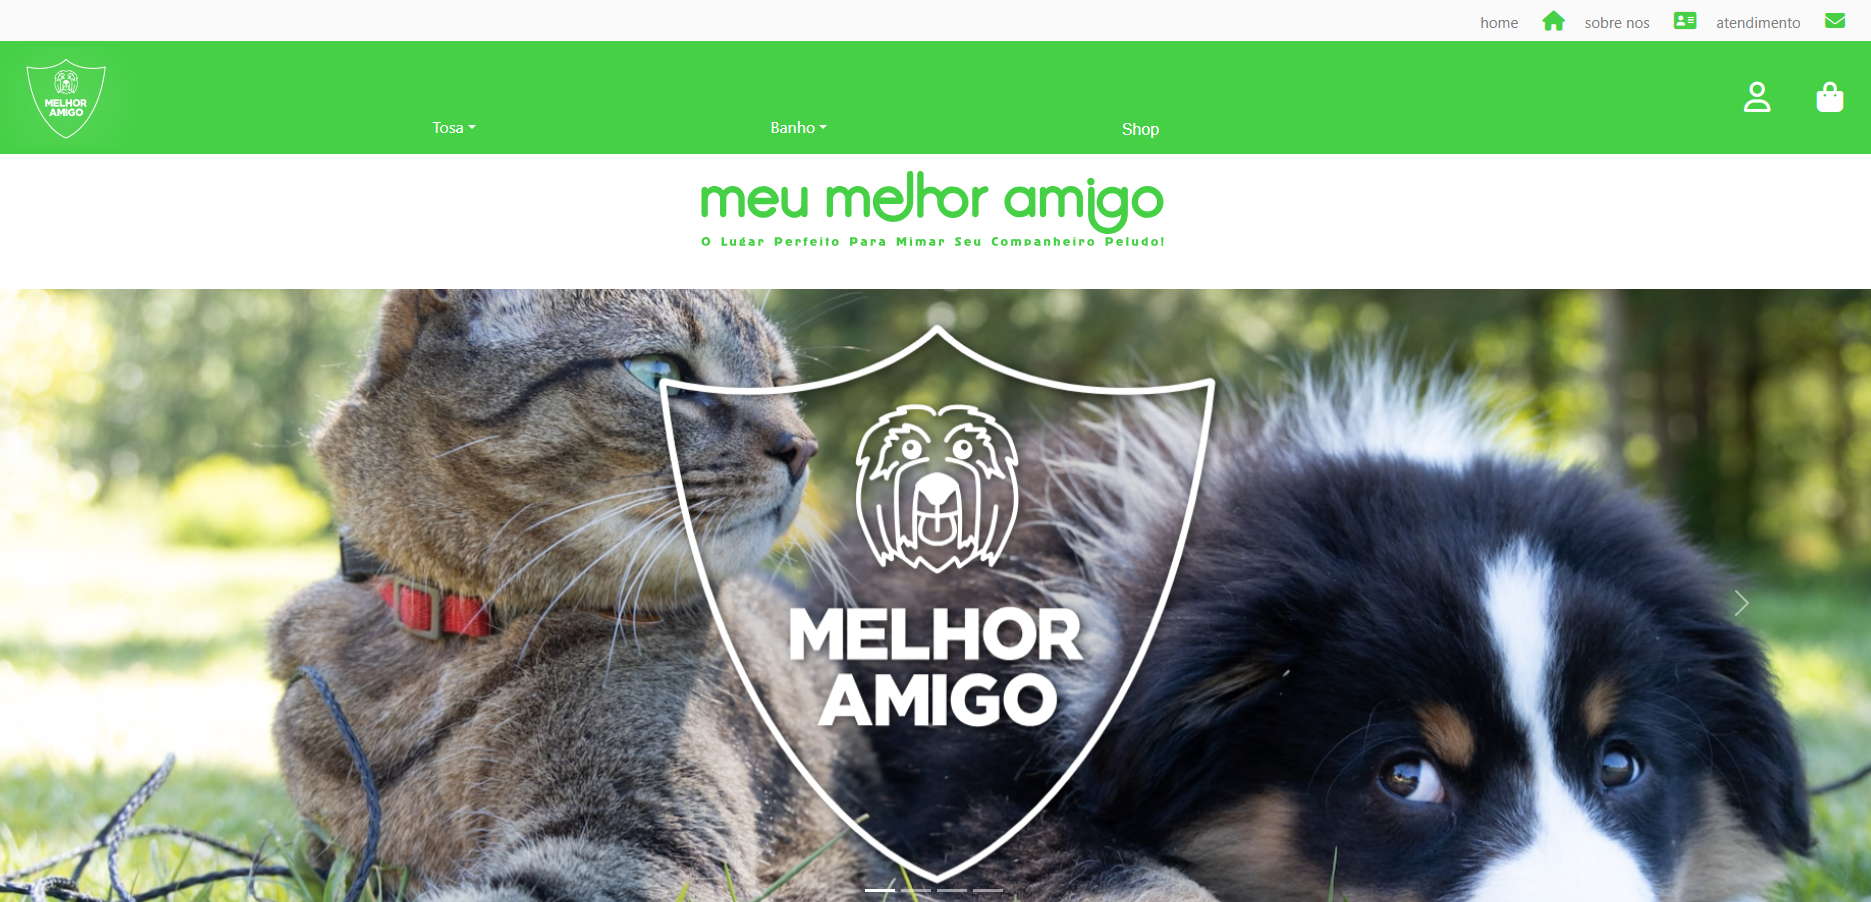 home
sobre nos
atendimento
MELHOR
AMIGO
Tosa
Banho
Shop
meu melhor amigo
O Lugar Perfeito Para Mimar Seu Companheiro Peludo!
MELHOR
AMIGO